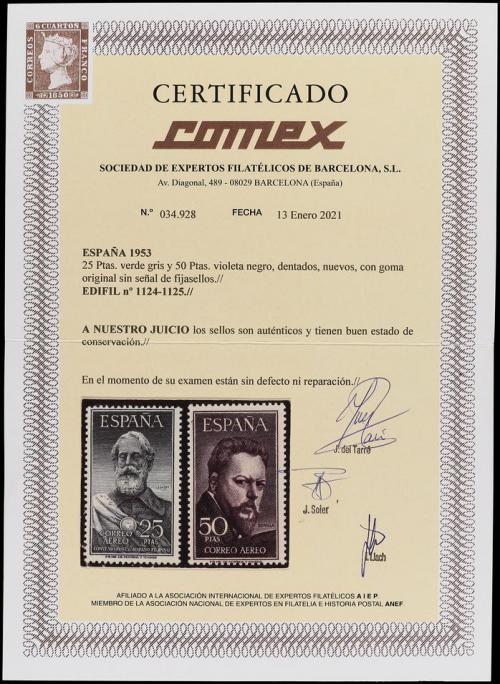 6 CUARTOS
CORREOS
FRANCO
1850
CERTIFICADO
comex
SOCIEDAD DE EXPERTOS FILATÉLICOS DE BARCELONA, S.L.
Av. Diagonal, 489 - 08029 BARCELONA (España)
N.º 034.928 FECHA 13 Enero 2021
ESPAÑA 1953
25 Ptas. verde gris y 50 Ptas. violeta negro, dentados, nuevos, con goma
original sin señal de fijasellos.//
EDIFIL nº 1124-1125.//
A NUESTRO JUICIO los sellos son auténticos y tienen buen estado de
conservación.//
En el momento de su examen están sin defecto ni reparación.//
ESPAÑA
CORREO
AEREO
25
PTAS
ESPAÑA
SOROLLA
50
PTAS
CORREO AEREO
J. del Tarré
J. Soler
Llach
AFILIADO A LA ASOCIACIÓN INTERNACIONAL DE EXPERTOS FILATÉLICOS A I E P.
MIEMBRO DE LA ASOCIACIÓN NACIONAL DE EXPERTOS EN FILATELIA E HISTORIA POSTAL ANEF.